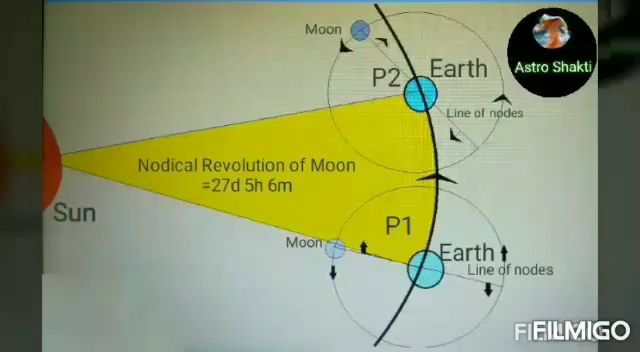 Moon
P2
Earth
Astro Shakti
Line of nodes
Nodical Revolution of Moon
=27d 5h 6m
Sun
P1
Moon
Earth
Line of nodes
FILMIGO